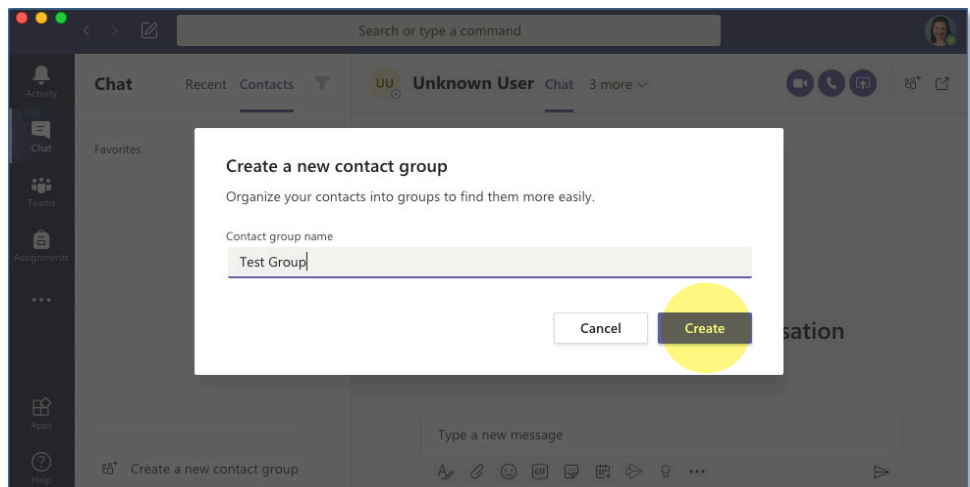 Search or type a command
Activity
Chat
Teams
Assignments
Apps
Help
Chat Recent Contacts
Favorites
Create a new contact group
UU Unknown User Chat 3 more
Create a new contact group
Organize your contacts into groups to find them more easily.
Contact group name
Test Group
Cancel Create
sation
Type a new message
GIF